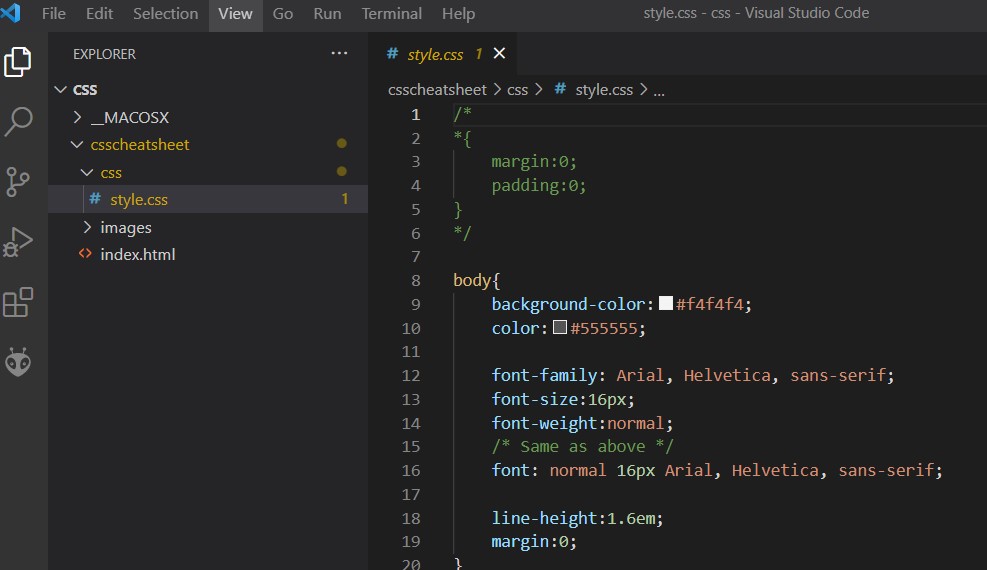 File Edit Selection View Go Run Terminal Help style.css - css - Visual Studio Code
EXPLORER ...
CSS
__MACOSX
csscheatsheet
css
# style.css 1
images
<> index.html
# style.css 1
csscheatsheet > css > # style.css > ...
1 /*
2 *{
3 margin:0;
4 padding:0;
5 }
6 */
7
8 body{
9 background-color: #f4f4f4;
10 color: #555555;
11
12 font-family: Arial, Helvetica, sans-serif;
13 font-size:16px;
14 font-weight:normal;
15 /* Same as above */
16 font: normal 16px Arial, Helvetica, sans-serif;
17
18 line-height:1.6em;
19 margin:0;
20 }